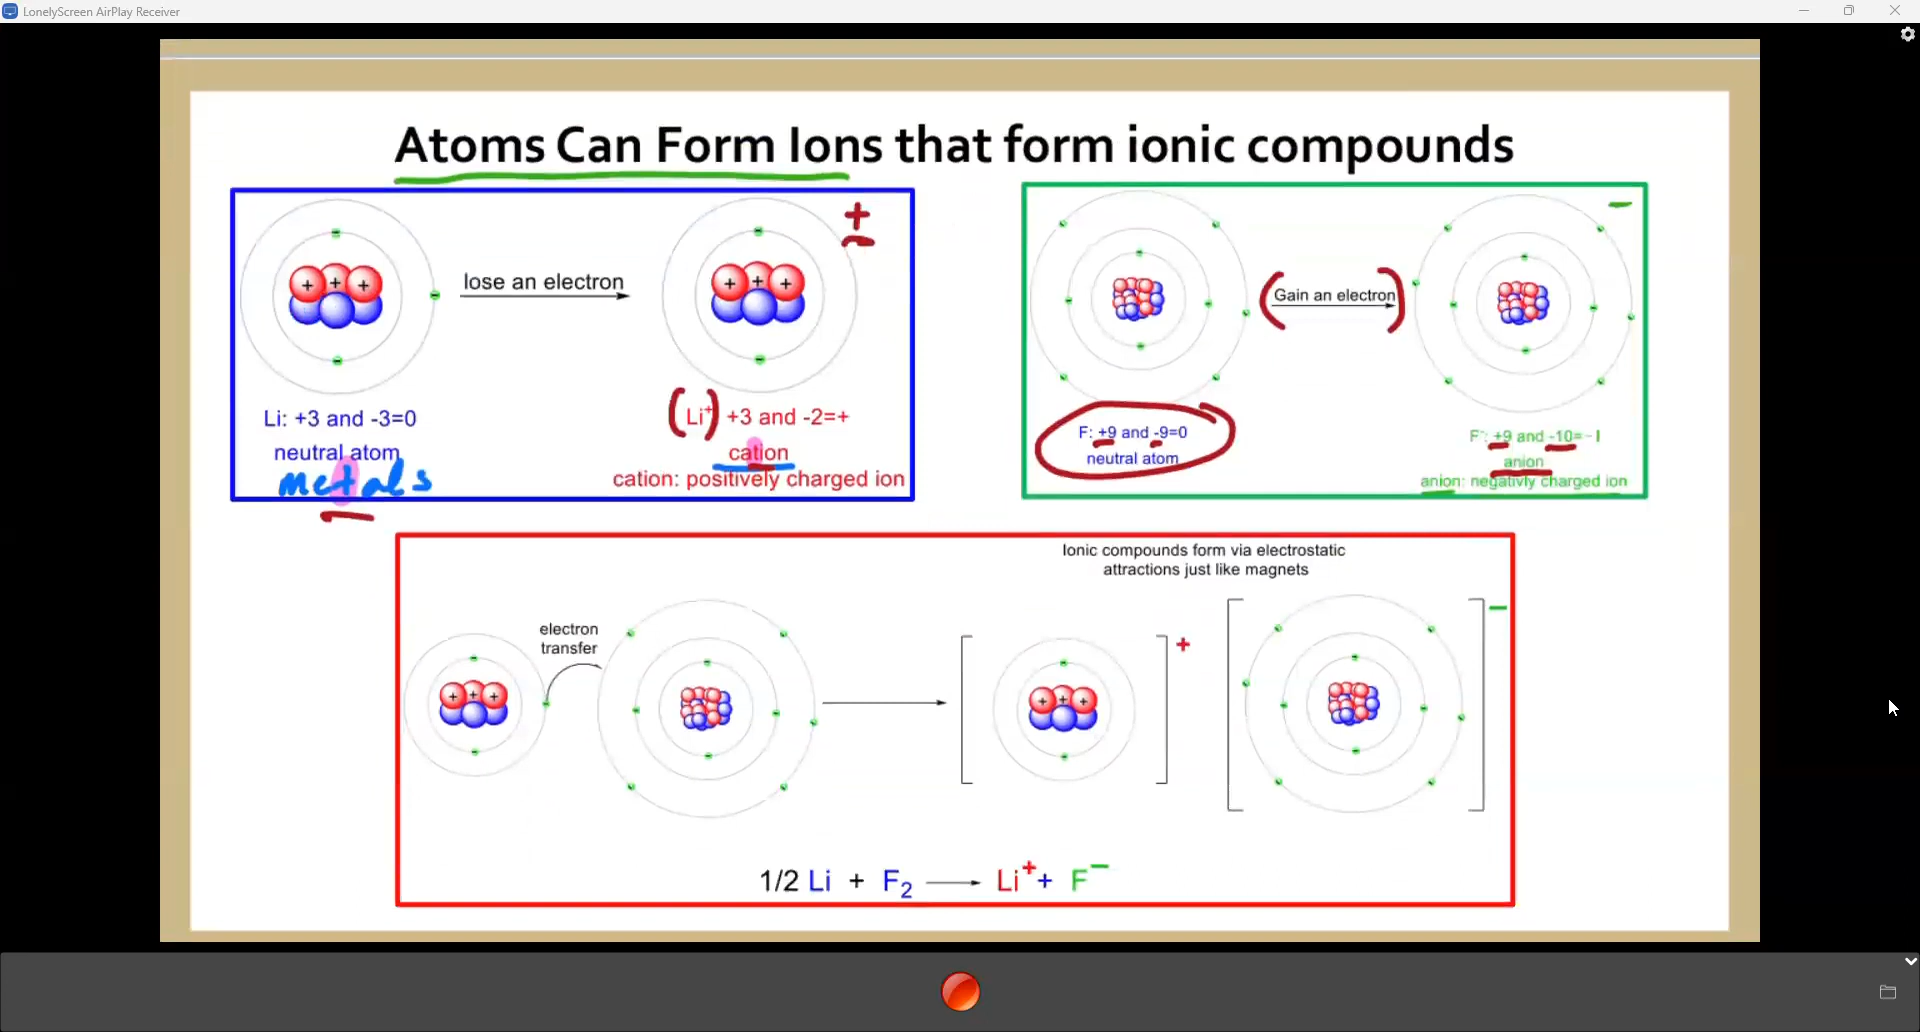 LonelyScreen AirPlay Receiver
Atoms Can Form Ions that form ionic compounds
lose an electron
+
Li: +3 and -3=0
neutral atom
metals
(Li⁺) +3 and -2=+
cation
cation: positively charged ion
(Gain an electron)
−
F: +9 and -9=0
neutral atom
F⁻: +9 and -10= -1
anion
anion: negativly charged ion
Ionic compounds form via electrostatic
attractions just like magnets
electron
transfer
+
−
1/2 Li + F₂ → Li⁺ + F⁻